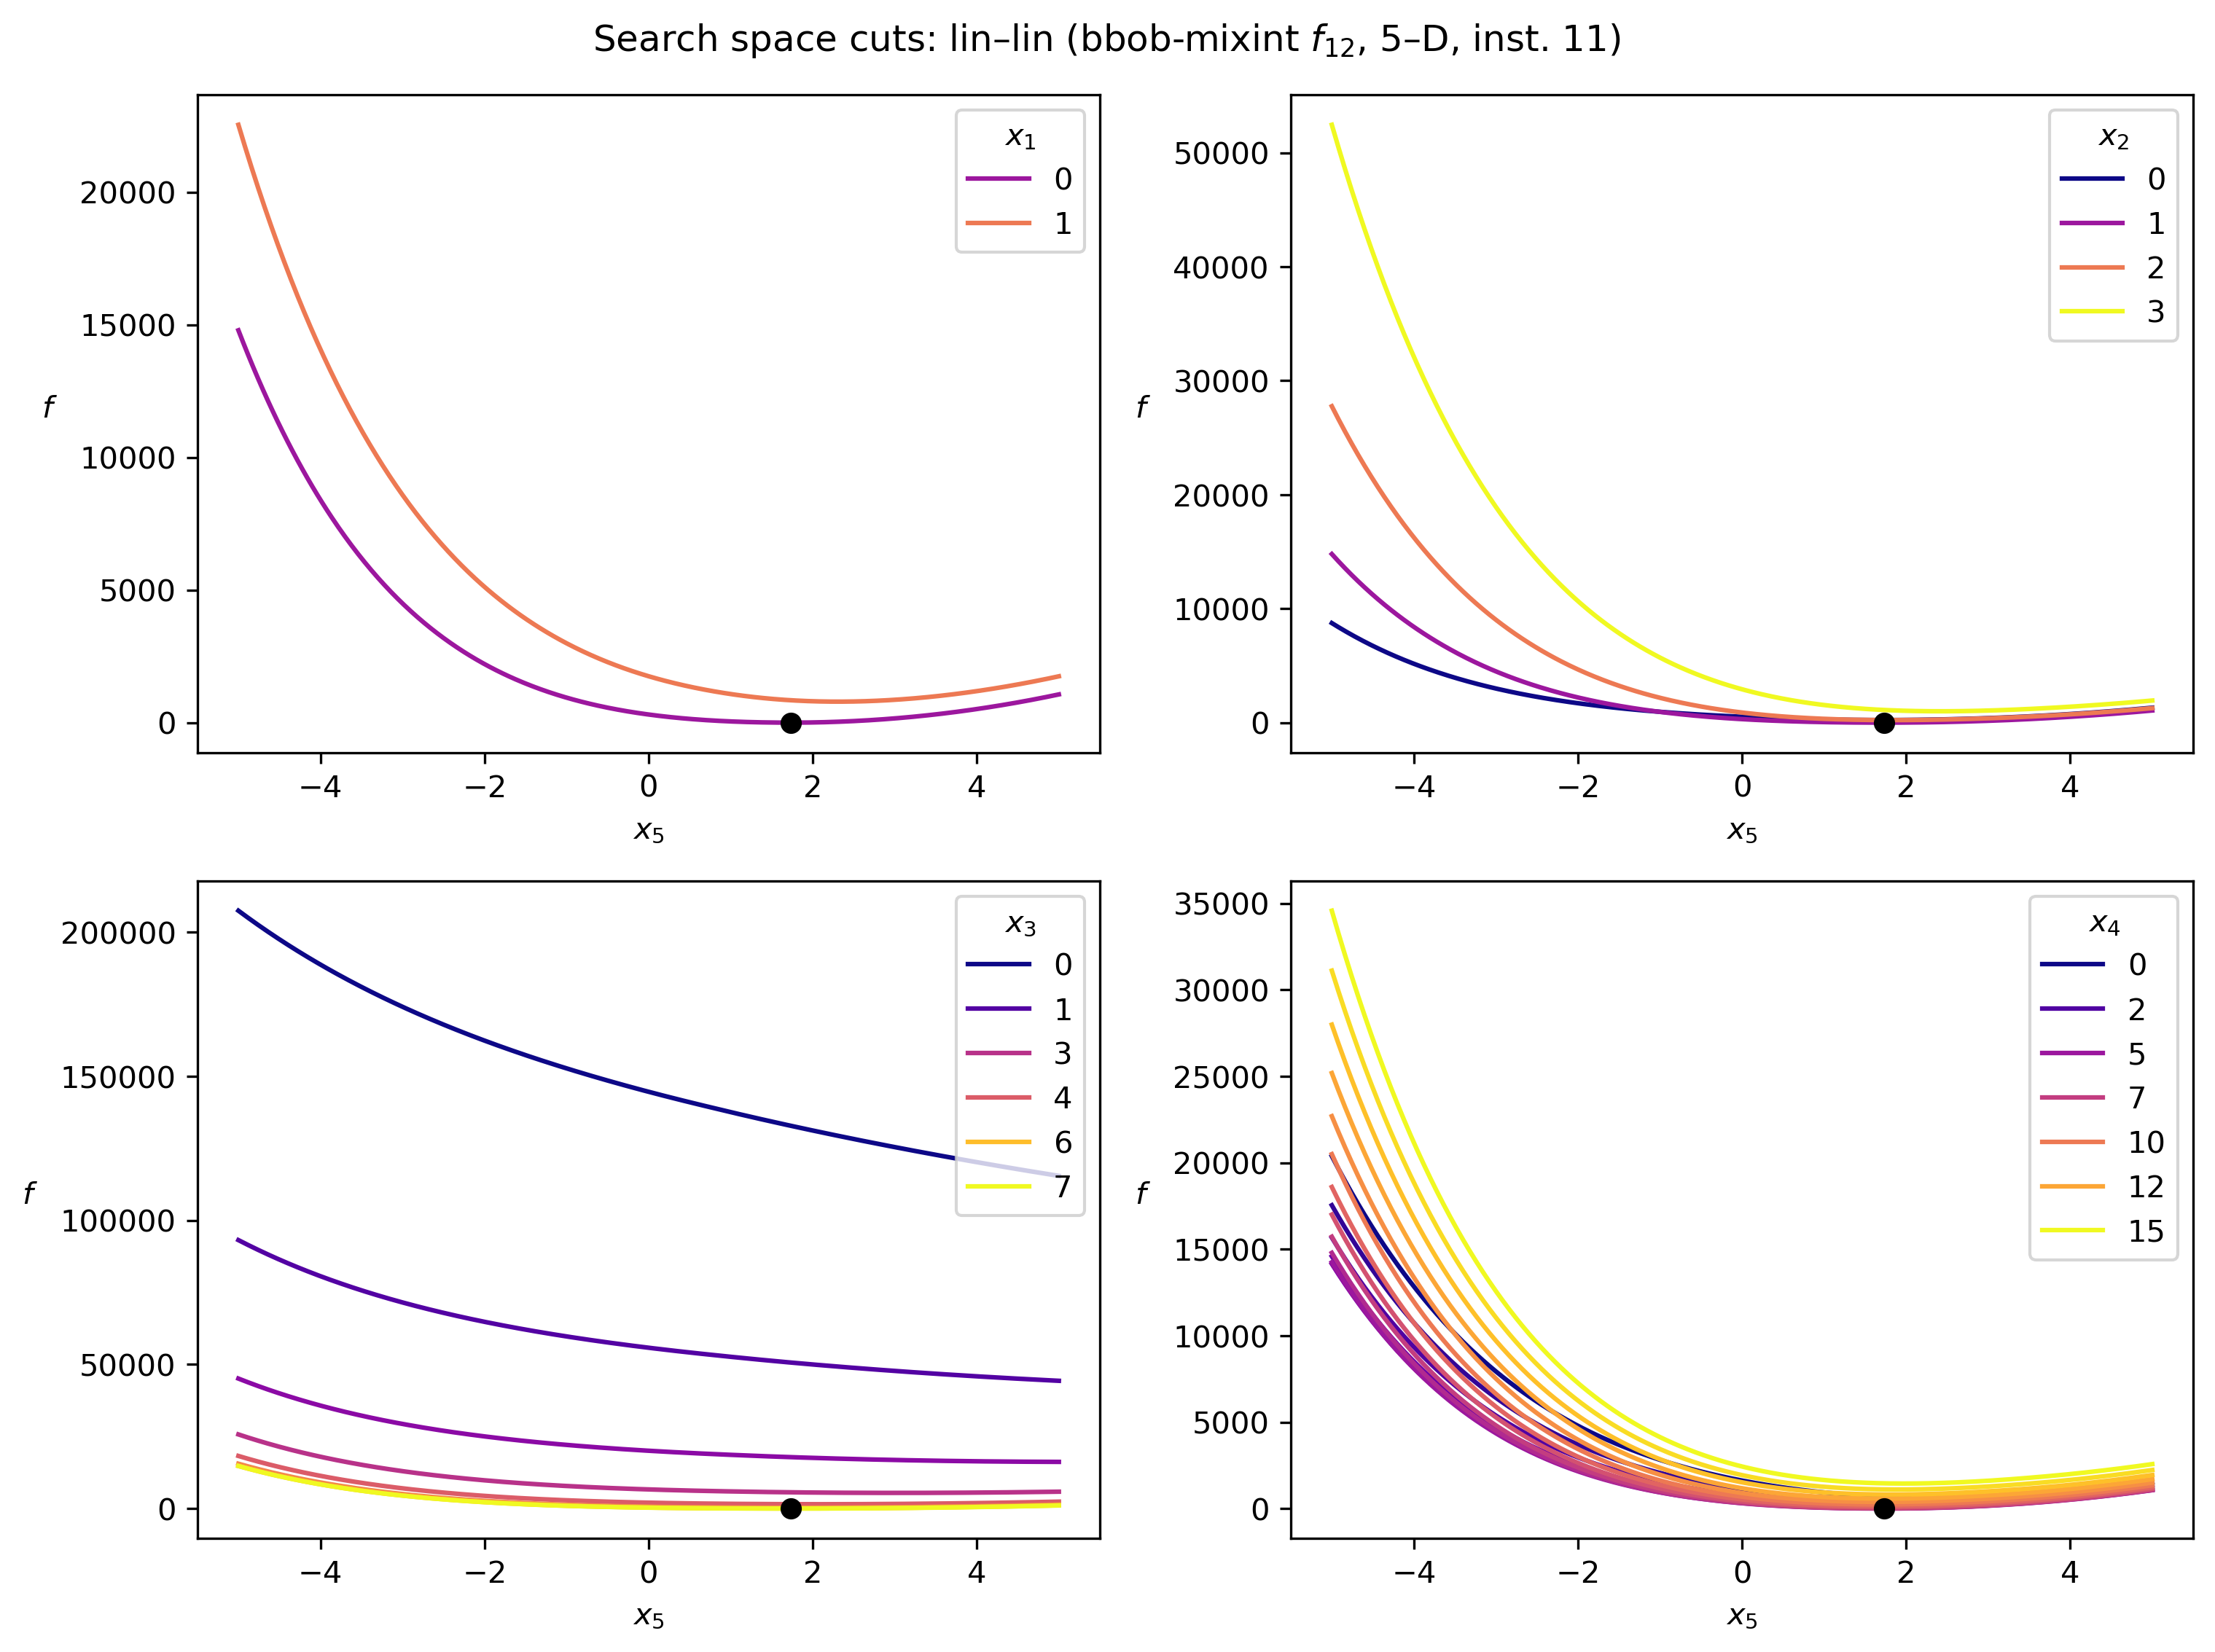 Search space cuts: lin–lin (bbob-mixint f₁₂, 5–D, inst. 11)
20000
15000
10000
5000
0
f
−4 −2 0 2 4
x₅
x₁
0
1
50000
40000
30000
20000
10000
0
f
−4 −2 0 2 4
x₅
x₂
0
1
2
3
200000
150000
100000
50000
0
f
−4 −2 0 2 4
x₅
x₃
0
1
3
4
6
7
35000
30000
25000
20000
15000
10000
5000
0
f
−4 −2 0 2 4
x₅
x₄
0
2
5
7
10
12
15